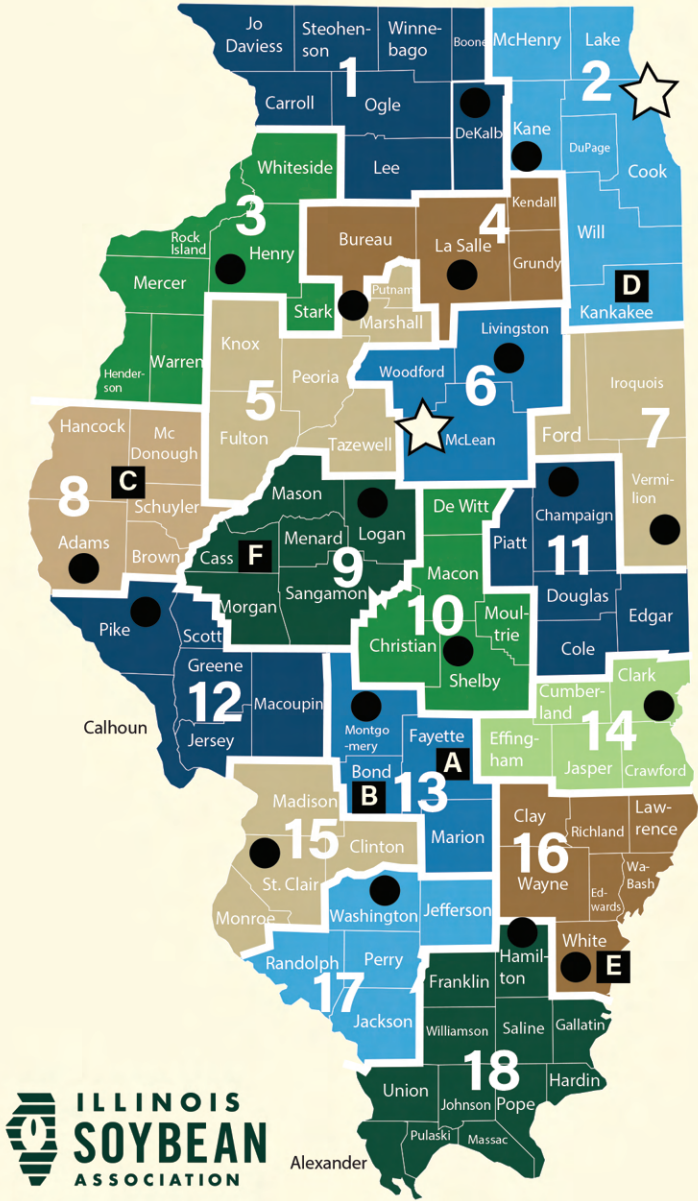 Jo
Daviess
Steohen-
son
Winne-
bago
Boone
McHenry
Lake
1
2
Carroll
Ogle
DeKalb
Kane
DuPage
Cook
Lee
Whiteside
3
Rock
Island
Henry
Mercer
Stark
Hender-
son
Warren
Bureau
4
La Salle
Kendall
Grundy
Will
D
Kankakee
Putnam
Marshall
Knox
Peoria
5
Fulton
Tazewell
Livingston
Woodford
6
McLean
Iroquois
7
Ford
Vermi-
lion
Hancock
Mc
Donough
C
8
Schuyler
Adams
Brown
Mason
Logan
Menard
Cass
F
9
Sangamon
Morgan
De Witt
Macon
10
Moul-
trie
Christian
Shelby
Champaign
Piatt
11
Douglas
Edgar
Cole
Pike
Scott
Greene
12
Macoupin
Calhoun
Jersey
Montgo
-mery
Fayette
A
Bond
B
13
Marion
Clark
Cumber-
land
14
Effing-
ham
Jasper
Crawford
Madison
15
Clinton
St. Clair
Monroe
Clay
Richland
Law-
rence
16
Wayne
Wa-
Bash
Ed-
wards
White
E
Washington
Jefferson
Randolph
Perry
17
Jackson
Hamil-
ton
Franklin
Williamson
Saline
Gallatin
18
Union
Johnson
Pope
Hardin
Pulaski
Massac
Alexander
ILLINOIS
SOYBEAN
ASSOCIATION